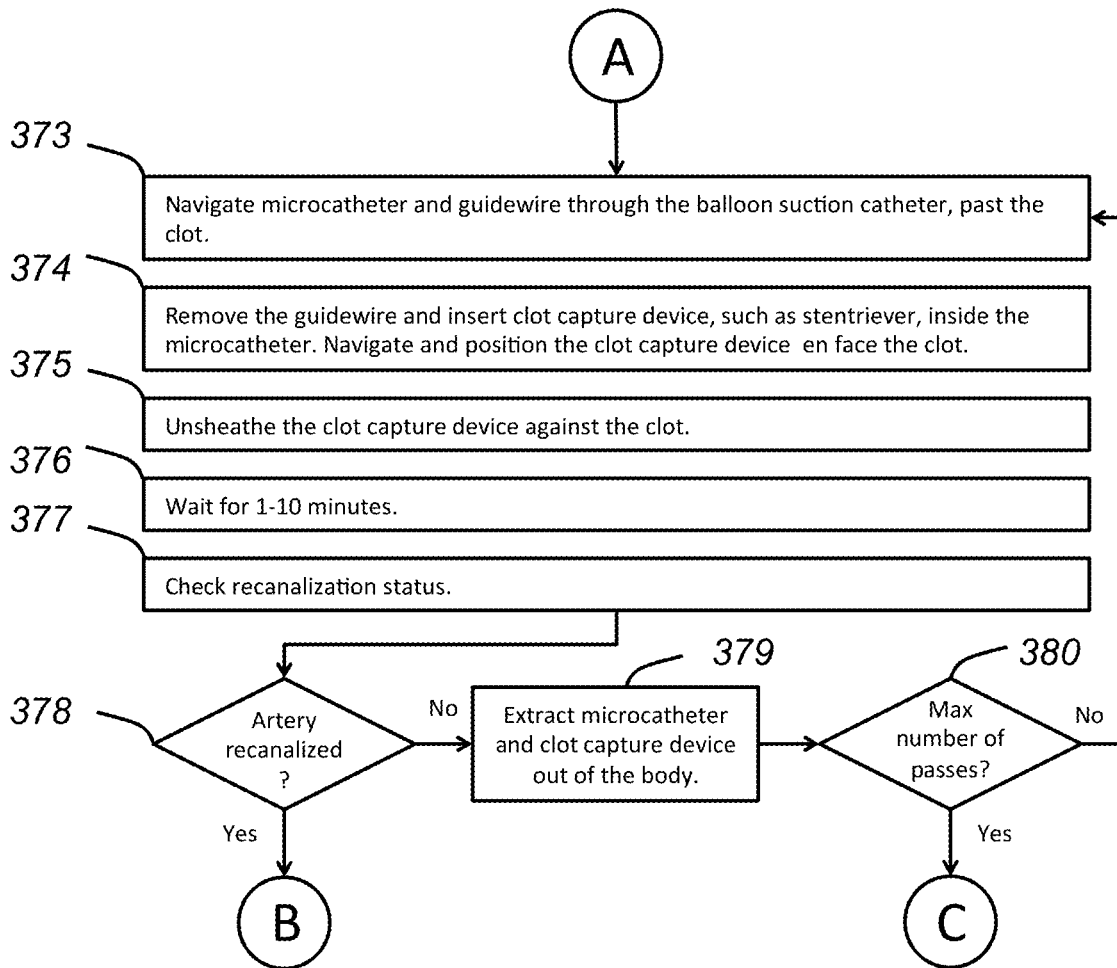 A
373
Navigate microcatheter and guidewire through the balloon suction catheter, past the
clot.
374
Remove the guidewire and insert clot capture device, such as stentriever, inside the
microcatheter. Navigate and position the clot capture device en face the clot.
375
Unsheathe the clot capture device against the clot.
376
Wait for 1-10 minutes.
377
Check recanalization status.
378
Artery
recanalized
?
No
379
Extract microcatheter
and clot capture device
out of the body.
380
Max
number of
passes?
No
Yes
Yes
B
C